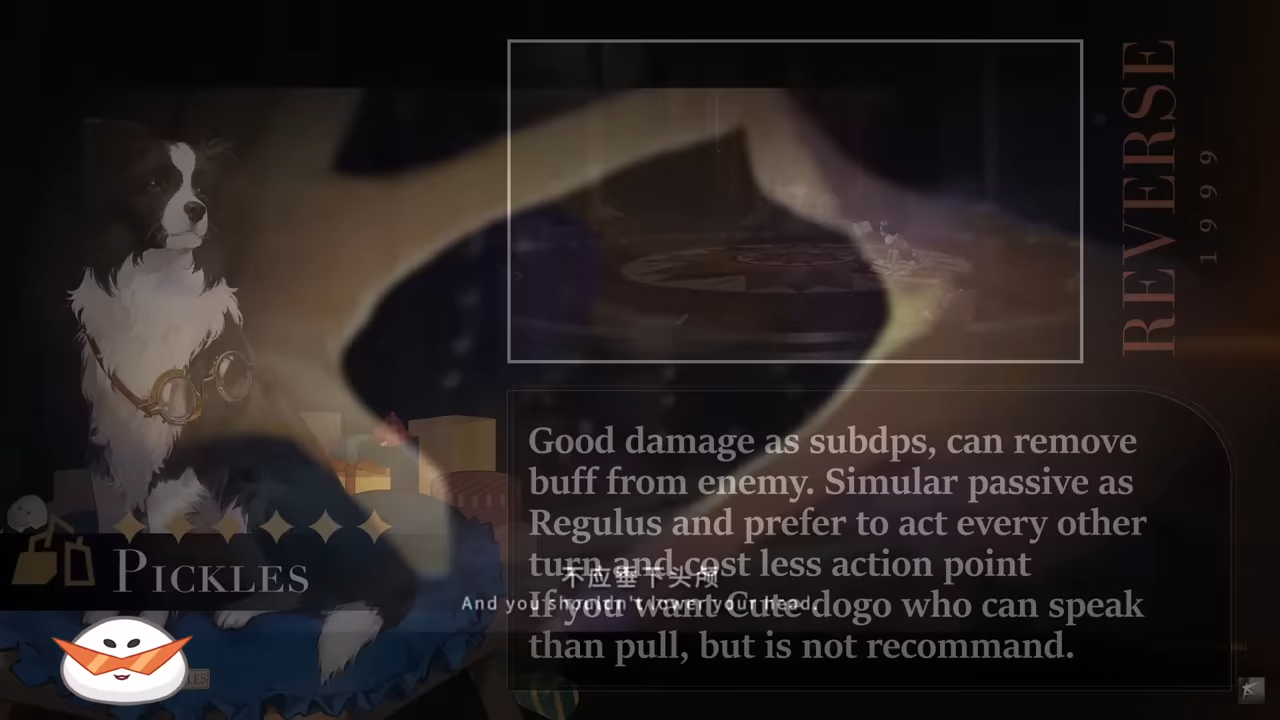 REVERSE
1999
Good damage as subdps, can remove
buff from enemy. Simular passive as
Regulus and prefer to act every other
turn and cost less action point
不应垂下头颅
And you shouldn't lower your head.
If you want Cute dogo who can speak
than pull, but is not recommand.
PICKLES